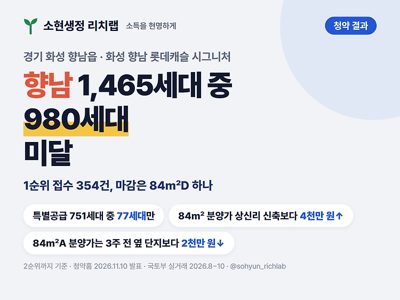 소현생정 리치랩 소득을 현명하게
청약 결과
경기 화성 향남읍 · 화성 향남 롯데캐슬 시그니처
향남 1,465세대 중
980세대
미달
1순위 접수 354건, 마감은 84m²D 하나
특별공급 751세대 중 77세대만
84m² 분양가 상신리 신축보다 4천만 원↑
84m²A 분양가는 3주 전 옆 단지보다 2천만 원↓
2순위까지 기준 · 청약홈 2026.11.10 발표 · 국토부 실거래 2026.8~10 · @sohyun_richlab